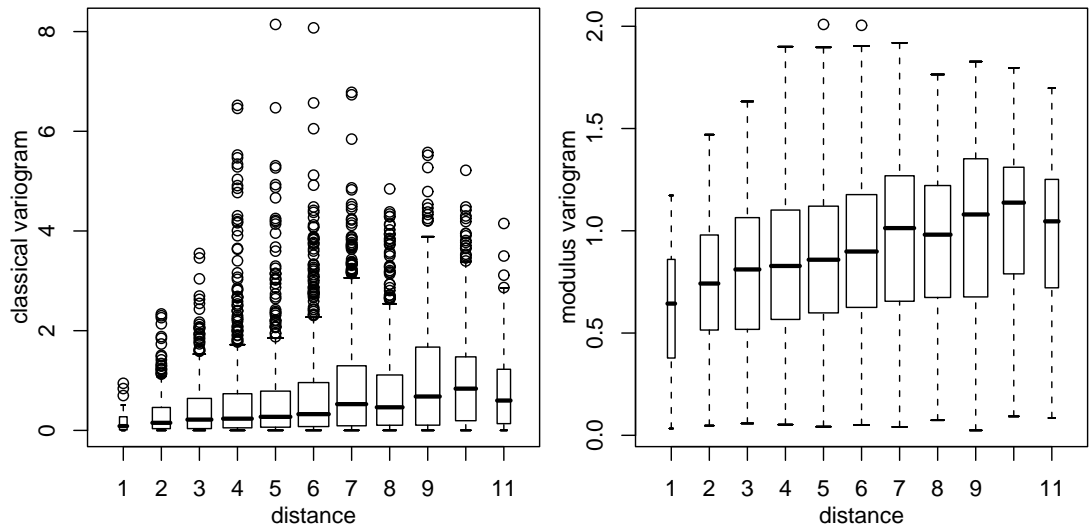 classical variogram
8
6
4
2
0
1 2 3 4 5 6 7 8 9 11
distance
modulus variogram
2.0
1.5
1.0
0.5
0.0
1 2 3 4 5 6 7 8 9 11
distance